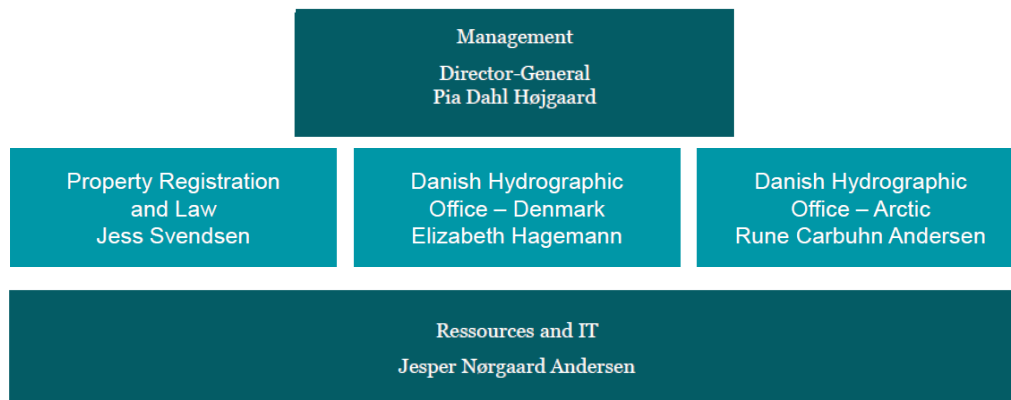 Management
Director-General
Pia Dahl Højgaard
Property Registration
and Law
Jess Svendsen
Danish Hydrographic
Office – Denmark
Elizabeth Hagemann
Danish Hydrographic
Office – Arctic
Rune Carbuhn Andersen
Ressources and IT
Jesper Nørgaard Andersen